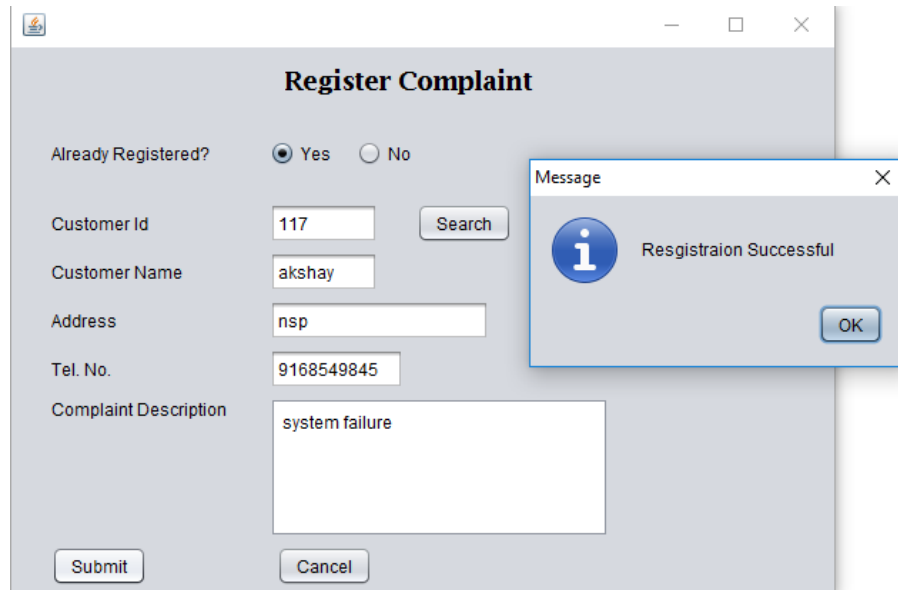 Register Complaint
Already Registered? Yes No
Message
Customer Id 117 Search
Resgistraion Successful
Customer Name akshay
Address nsp
OK
Tel. No. 9168549845
Complaint Description system failure
Submit Cancel